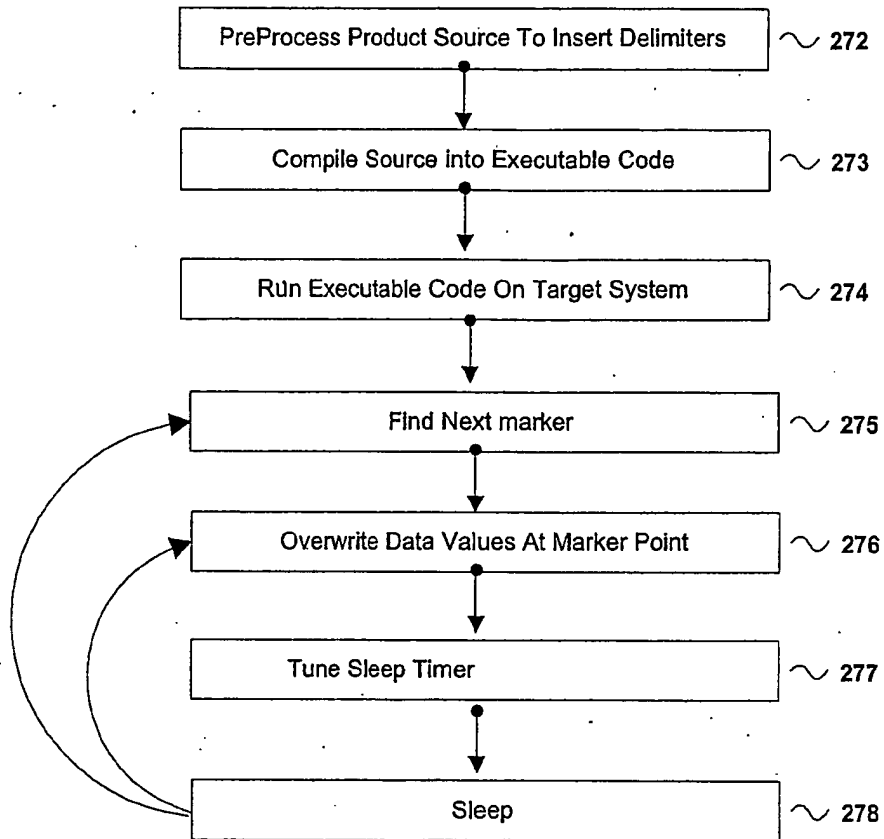 PreProcess Product Source To Insert Delimiters 272
Compile Source into Executable Code 273
Run Executable Code On Target System 274
Find Next marker 275
Overwrite Data Values At Marker Point 276
Tune Sleep Timer 277
Sleep 278